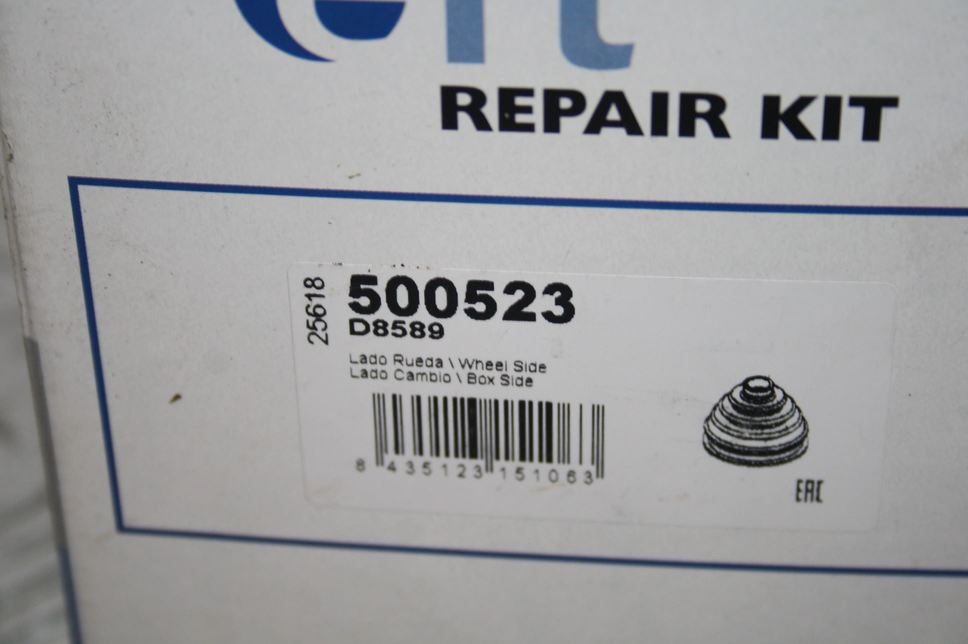 REPAIR KIT
25618
500523
D8589
Lado Rueda \ Wheel Side
Lado Cambio \ Box Side
8 435123 151063
EAC